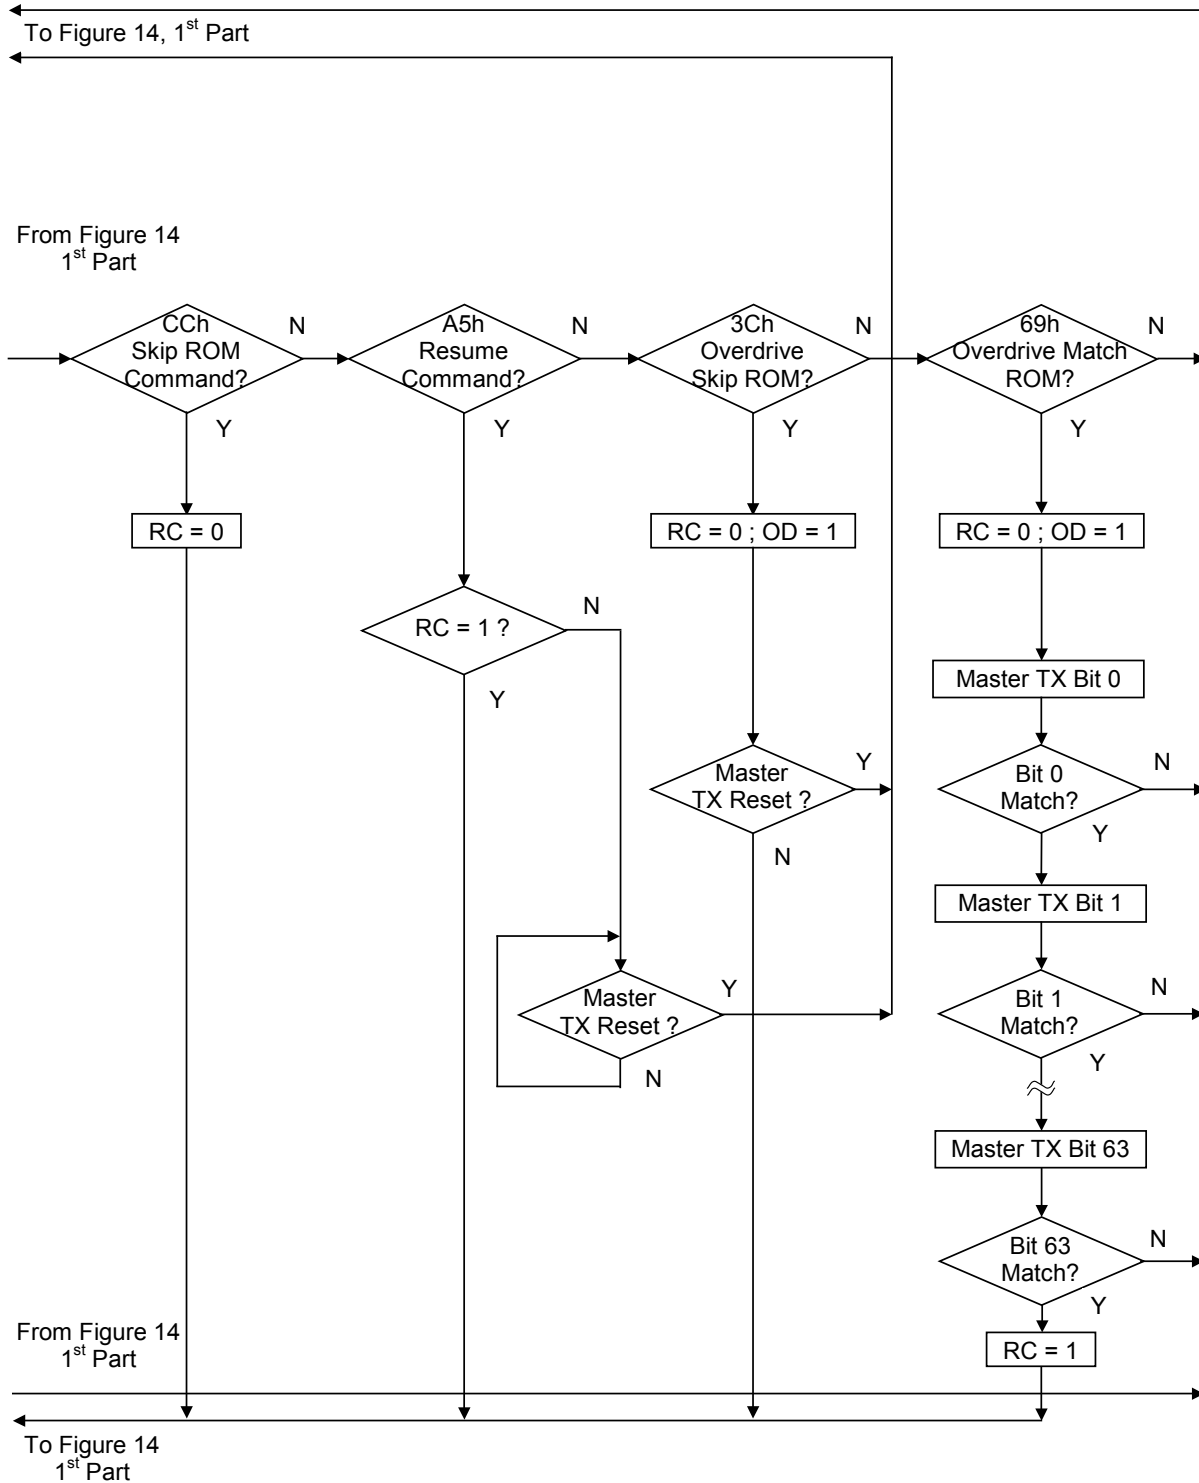 To Figure 14, 1st Part
From Figure 14
1st Part
CCh
Skip ROM
Command?
N
Y
A5h
Resume
Command?
N
Y
3Ch
Overdrive
Skip ROM?
N
Y
69h
Overdrive Match
ROM?
N
Y
RC = 0
RC = 0 ; OD = 1
RC = 0 ; OD = 1
RC = 1 ?
N
Y
Master TX Bit 0
Master
TX Reset ?
Y
N
Bit 0
Match?
N
Y
Master TX Bit 1
Master
TX Reset ?
Y
N
Bit 1
Match?
N
Y
Master TX Bit 63
Bit 63
Match?
N
Y
RC = 1
From Figure 14
1st Part
To Figure 14
1st Part